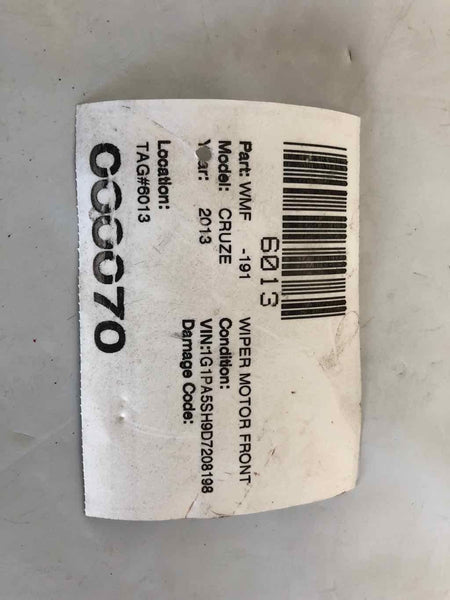 6013
Part: WMF -191 WIPER MOTOR FRONT
Model: CRUZE Condition:
2013 VIN:1G1PA5SH9D7208198
Damage Code:
Location:
TAG#6013
000070